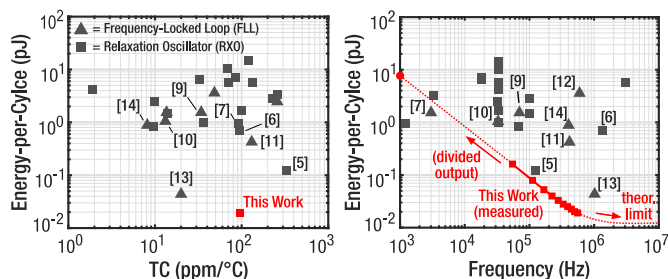 Energy-per-Cylce (pJ)
▲ = Frequency-Locked Loop (FLL)
■ = Relaxation Oscillator (RXO)
10¹
10⁰
10⁻¹
10⁻²
[9]
[14]
[7]
[10]
[6]
[11]
[5]
[13]
This Work
10⁰ 10¹ 10² 10³
TC (ppm/°C)
Energy-per-Cylce (pJ)
10¹
10⁰
10⁻¹
10⁻²
[9]
[12]
[7]
[10]
[14]
[6]
[11]
[5]
[13]
(divided
output)
This Work
(measured)
theor.
limit
10³ 10⁴ 10⁵ 10⁶ 10⁷
Frequency (Hz)